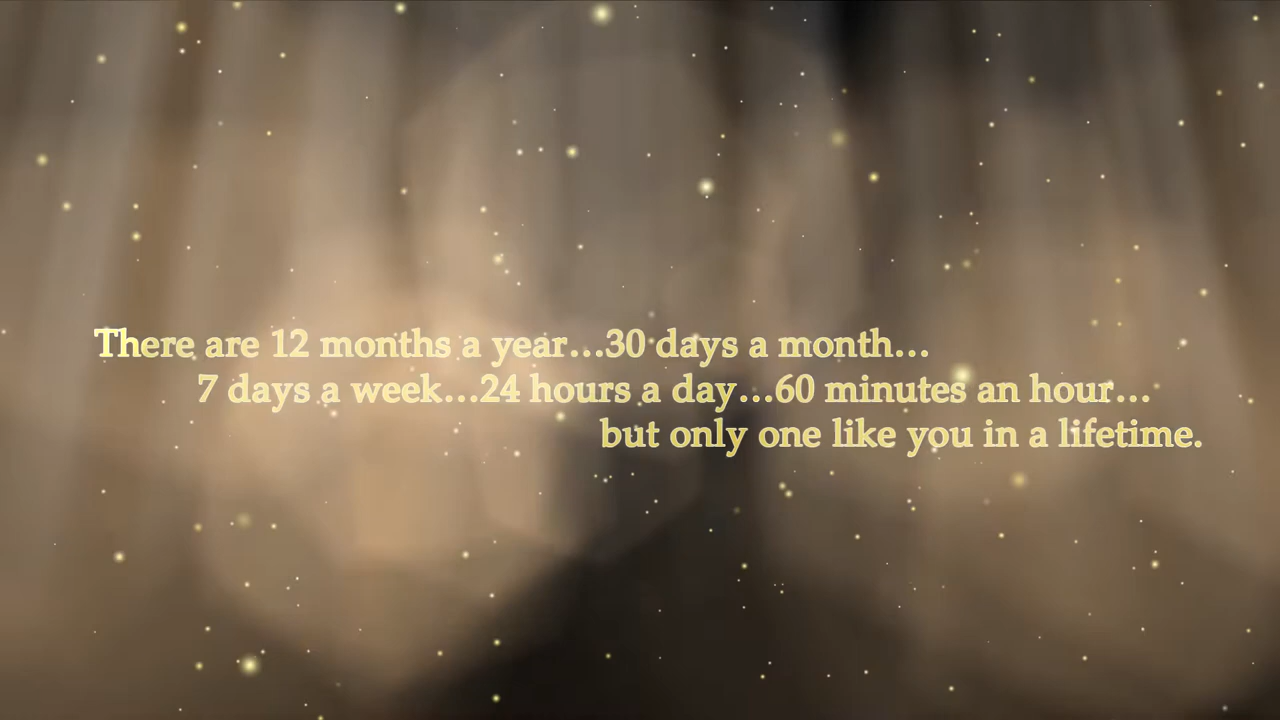 There are 12 months a year...30 days a month...
7 days a week...24 hours a day...60 minutes an hour...
but only one like you in a lifetime.